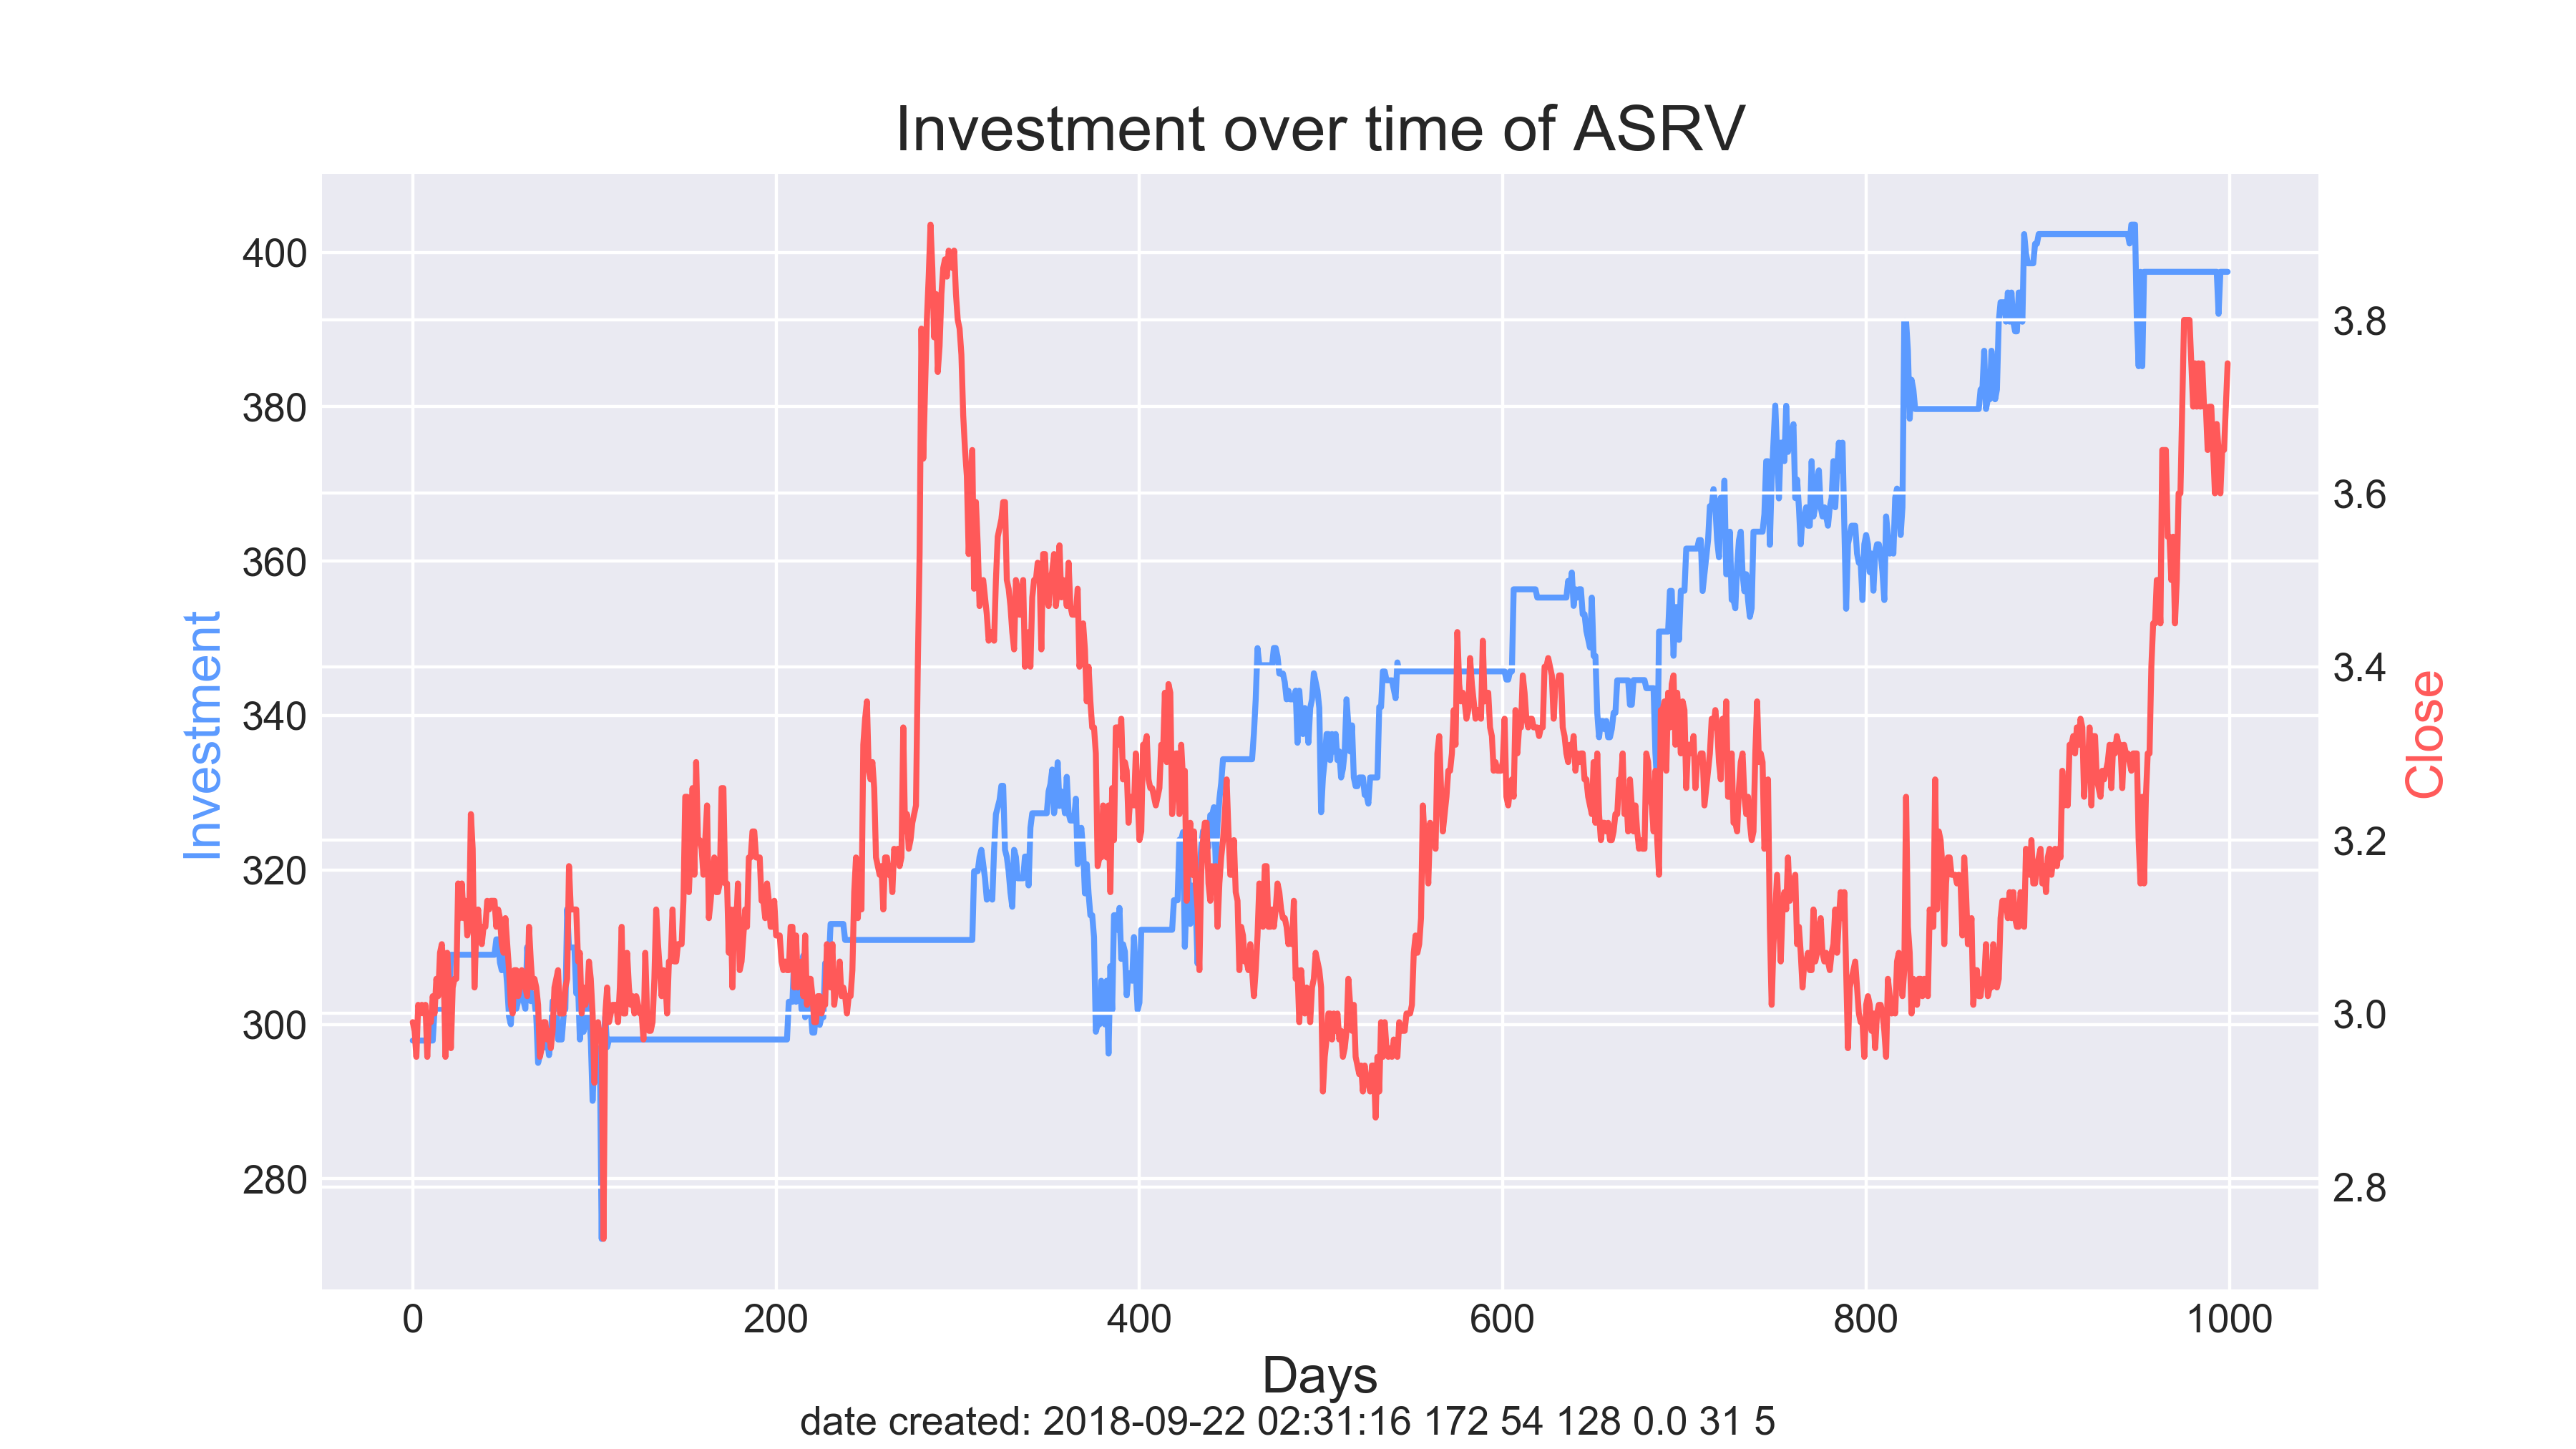 Investment over time of ASRV
400
380
360
340
320
300
280
Investment
3.8
3.6
3.4
3.2
3.0
2.8
Close
0 200 400 600 800 1000
Days
date created: 2018-09-22 02:31:16 172 54 128 0.0 31 5